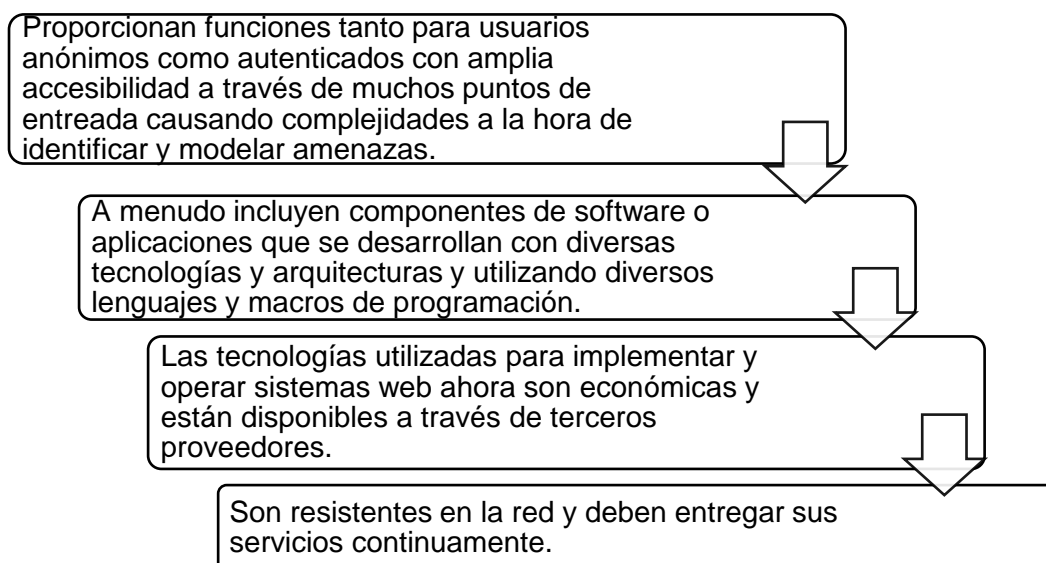 Proporcionan funciones tanto para usuarios
anónimos como autenticados con amplia
accesibilidad a través de muchos puntos de
entreada causando complejidades a la hora de
identificar y modelar amenazas.
A menudo incluyen componentes de software o
aplicaciones que se desarrollan con diversas
tecnologías y arquitecturas y utilizando diversos
lenguajes y macros de programación.
Las tecnologías utilizadas para implementar y
operar sistemas web ahora son económicas y
están disponibles a través de terceros
proveedores.
Son resistentes en la red y deben entregar sus
servicios continuamente.